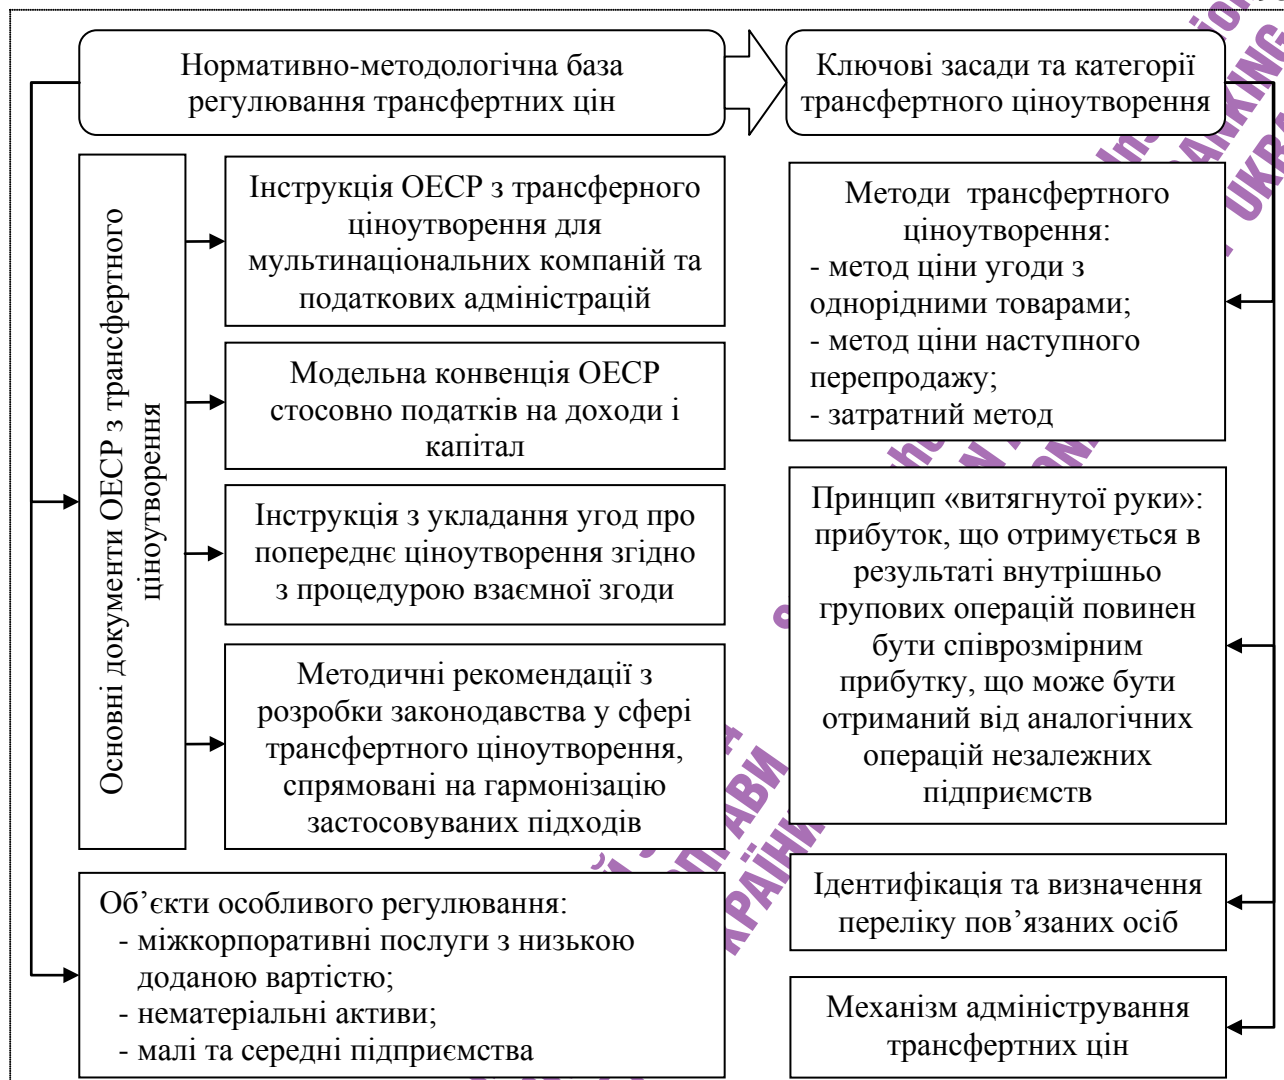 Нормативно-методологічна база
регулювання трансфертних цін
Ключові засади та категорії
трансфертного ціноутворення
Основні документи ОЕСР з трансфертного
ціноутворення
Інструкція ОЕСР з трансферного
ціноутворення для
мультинаціональних компаній та
податкових адміністрацій
Модельна конвенція ОЕСР
стосовно податків на доходи і
капітал
Інструкція з укладання угод про
попереднє ціноутворення згідно
з процедурою взаємної згоди
Методичні рекомендації з
розробки законодавства у сфері
трансфертного ціноутворення,
спрямовані на гармонізацію
застосовуваних підходів
Об’єкти особливого регулювання:
- міжкорпоративні послуги з низькою
доданою вартістю;
- нематеріальні активи;
- малі та середні підприємства
Методи трансфертного
ціноутворення:
- метод ціни угоди з
однорідними товарами;
- метод ціни наступного
перепродажу;
- затратний метод
Принцип «витягнутої руки»:
прибуток, що отримується в
результаті внутрішньо
групових операцій повинен
бути співрозмірним
прибутку, що може бути
отриманий від аналогічних
операцій незалежних
підприємств
Ідентифікація та визначення
переліку пов’язаних осіб
Механізм адміністрування
трансфертних цін